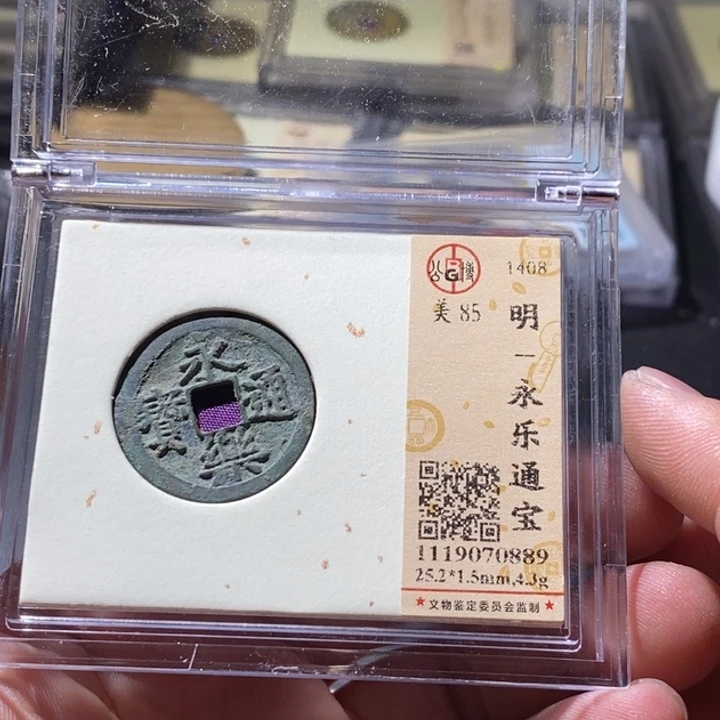 永樂通寶
公博
BG
1408
美 85
明-永乐通宝
1119070889
25.2*1.5mm,4.3g
★文物鉴定委员会监制★